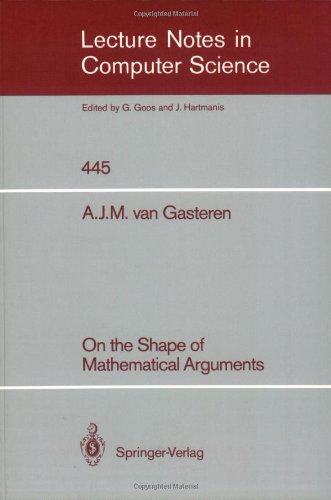 Lecture Notes in
Computer Science
Edited by G. Goos and J. Hartmanis
445
A.J.M. van Gasteren
On the Shape of
Mathematical Arguments
Springer-Verlag